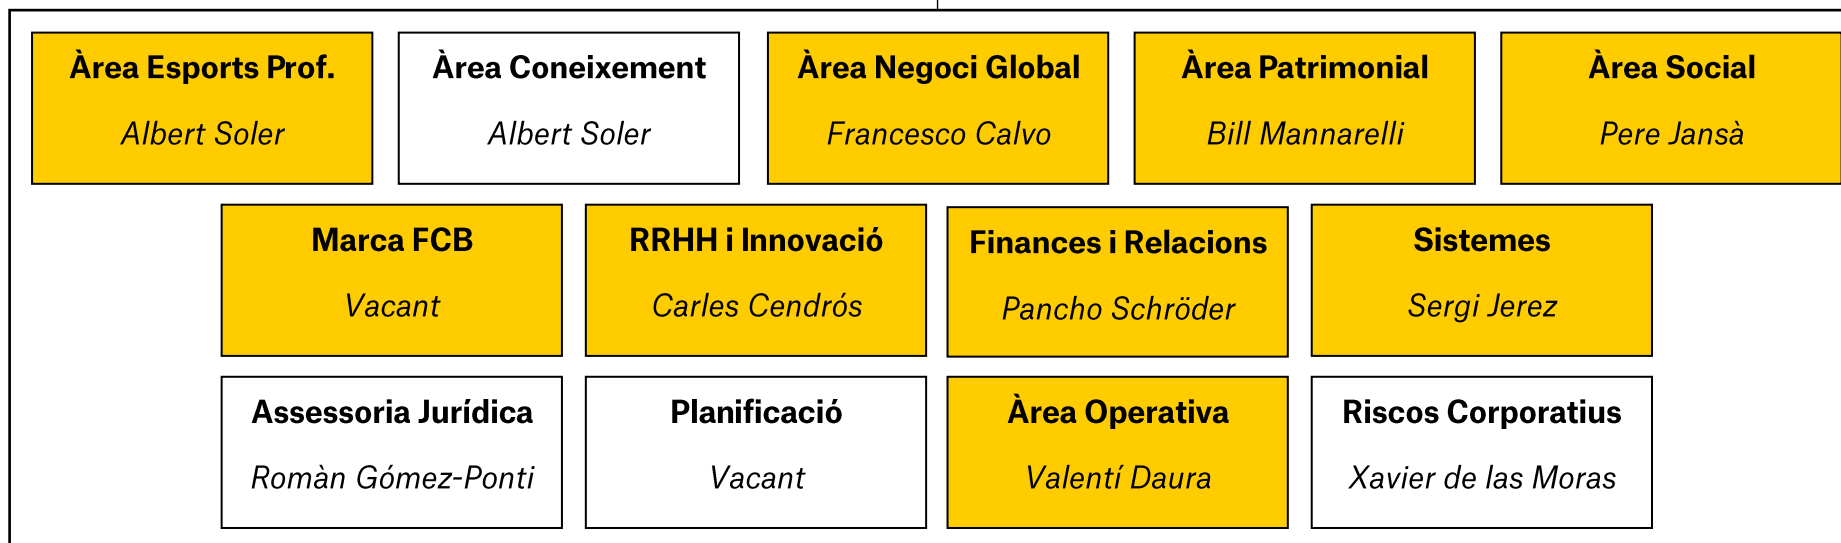 Àrea Esports Prof.
Albert Soler
Àrea Coneixement
Albert Soler
Àrea Negoci Global
Francesco Calvo
Àrea Patrimonial
Bill Mannarelli
Àrea Social
Pere Jansà
Marca FCB
Vacant
RRHH i Innovació
Carles Cendrós
Finances i Relacions
Pancho Schröder
Sistemes
Sergi Jerez
Assessoria Jurídica
Romàn Gómez-Ponti
Planificació
Vacant
Àrea Operativa
Valentí Daura
Riscos Corporatius
Xavier de las Moras